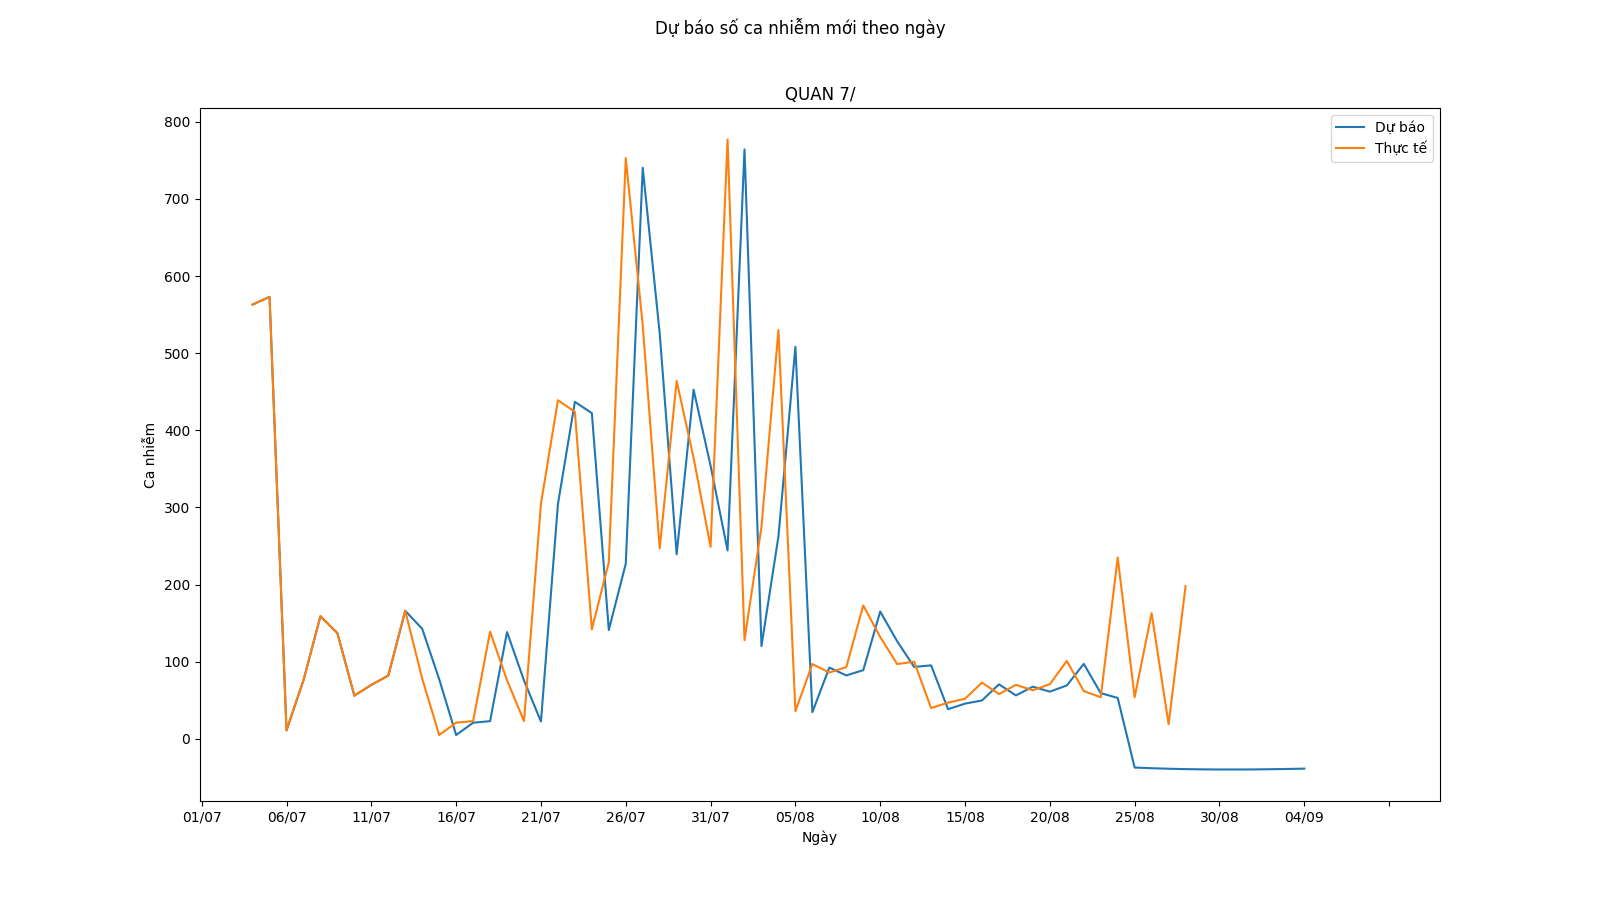 Dự báo số ca nhiễm mới theo ngày
QUAN 7/
Dự báo
Thực tế
800
700
600
500
400
300
200
100
0
Ca nhiễm
01/07 06/07 11/07 16/07 21/07 26/07 31/07 05/08 10/08 15/08 20/08 25/08 30/08 04/09
Ngày